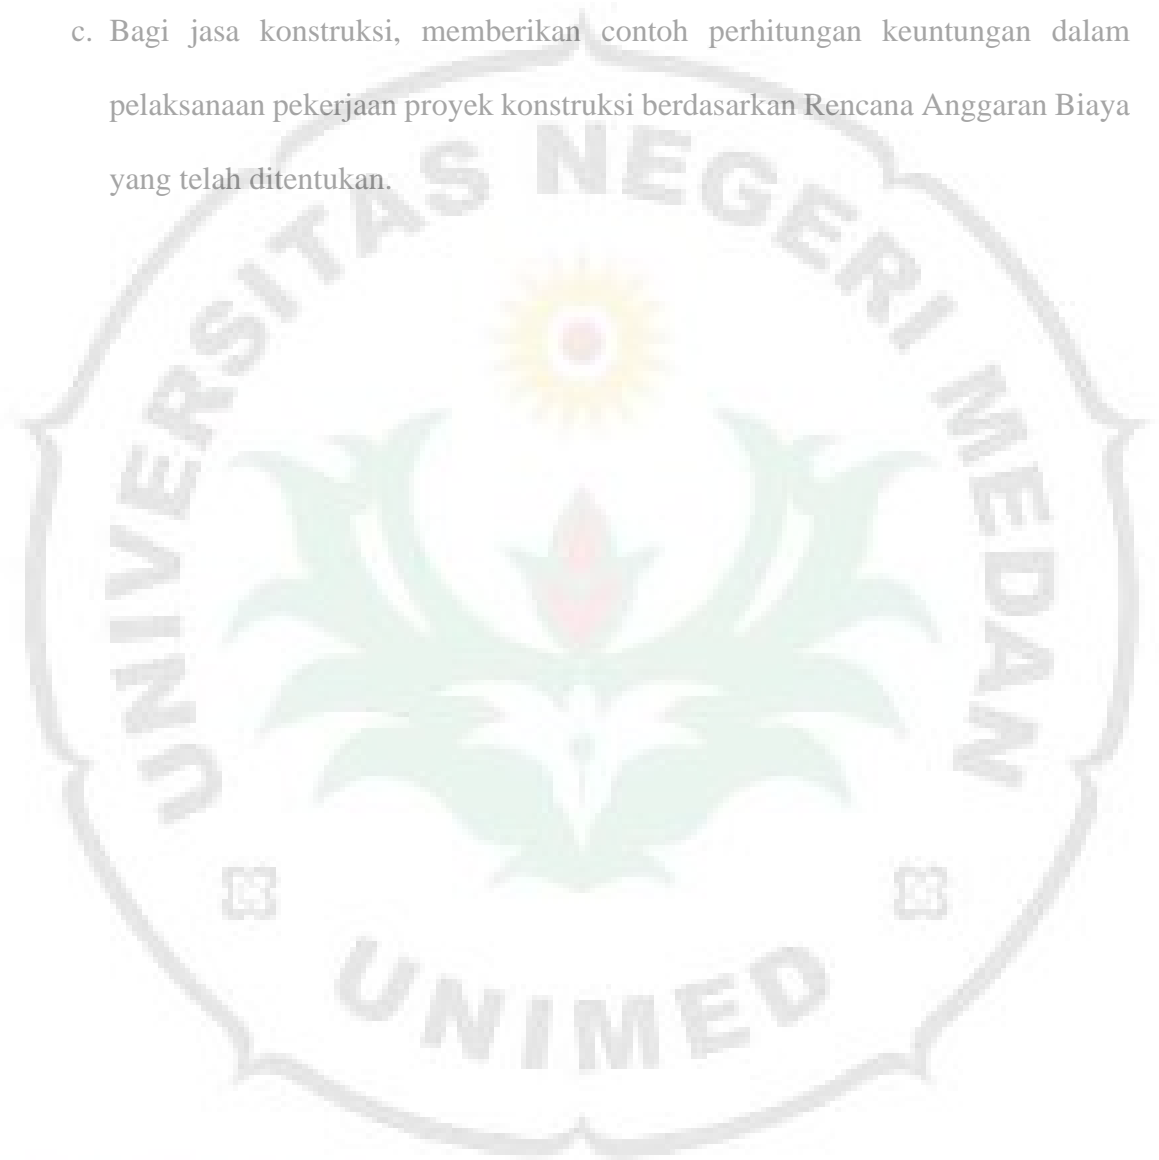 c. Bagi jasa konstruksi, memberikan contoh perhitungan keuntungan dalam
pelaksanaan pekerjaan proyek konstruksi berdasarkan Rencana Anggaran Biaya
yang telah ditentukan.
UNIVERSITAS NEGERI MEDAN
UNIMED